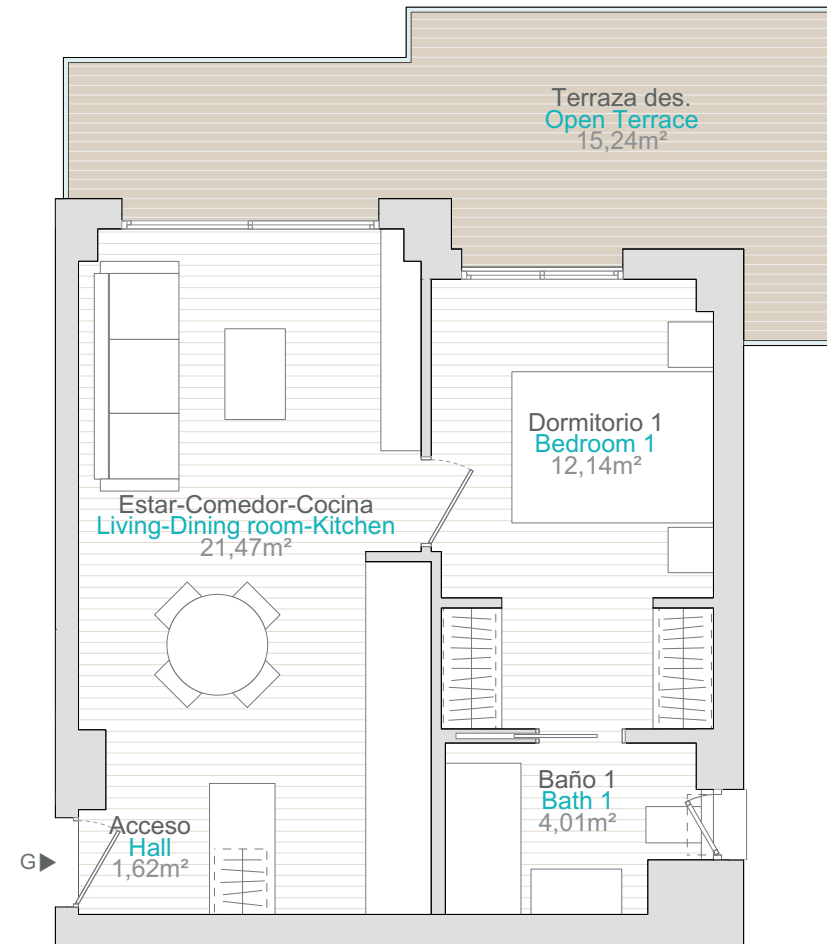 Terraza des.
Open Terrace
15,24m²
Dormitorio 1
Bedroom 1
12,14m²
Estar-Comedor-Cocina
Living-Dining room-Kitchen
21,47m²
Baño 1
Bath 1
4,01m²
Acceso
Hall
1,62m²
G